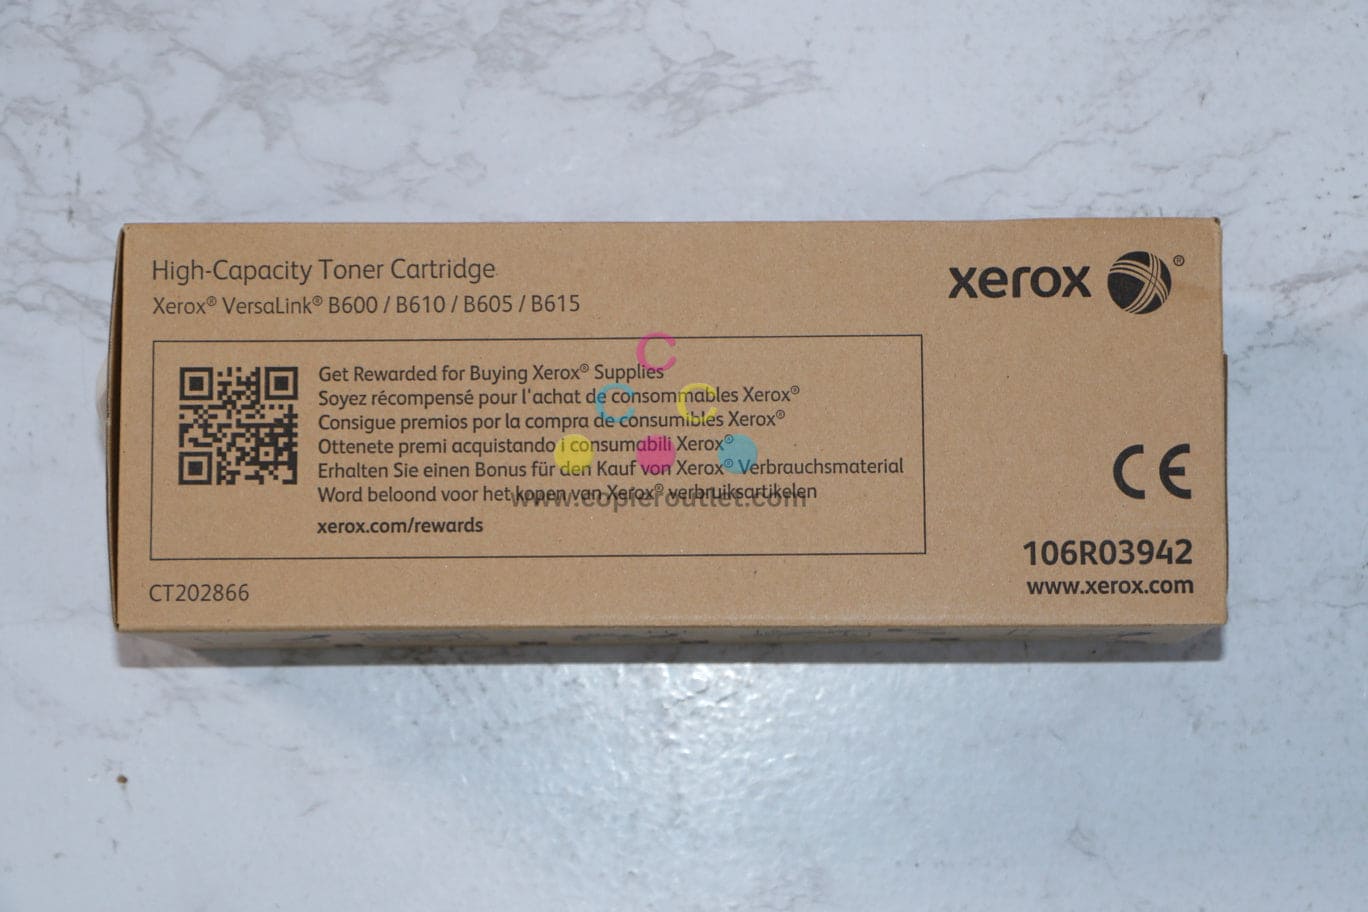 High-Capacity Toner Cartridge
Xerox® VersaLink® B600 / B610 / B605 / B615
xerox ®
Get Rewarded for Buying Xerox® Supplies
Soyez récompensé pour l'achat de consommables Xerox®
Consigue premios por la compra de consumibles Xerox®
Ottenete premi acquistando i consumabili Xerox®
Erhalten Sie einen Bonus für den Kauf von Xerox® Verbrauchsmaterial
Word beloond voor het kopen van Xerox® verbruiksartikelen
www.copieroutlet.com
xerox.com/rewards
C
C C
CE
106R03942
www.xerox.com
CT202866